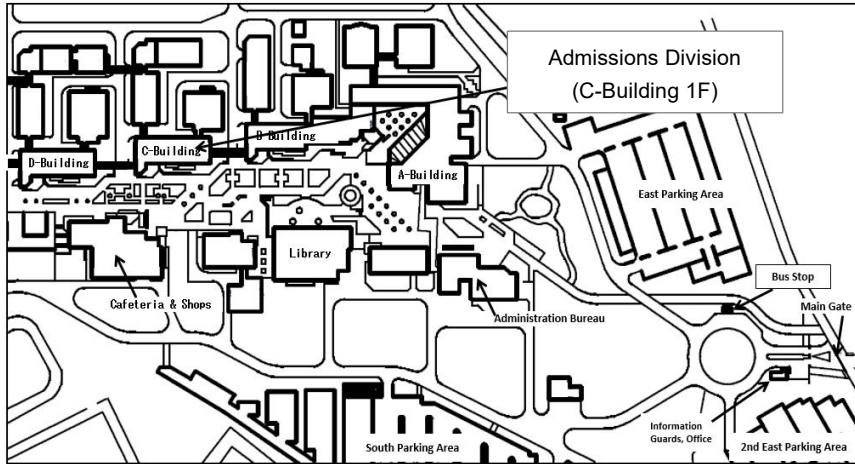 Admissions Division
(C-Building 1F)
B-Building
C-Building
D-Building
A-Building
East Parking Area
Library
Bus Stop
Cafeteria & Shops
Main Gate
Administration Bureau
Information
Guards, Office
South Parking Area
2nd East Parking Area